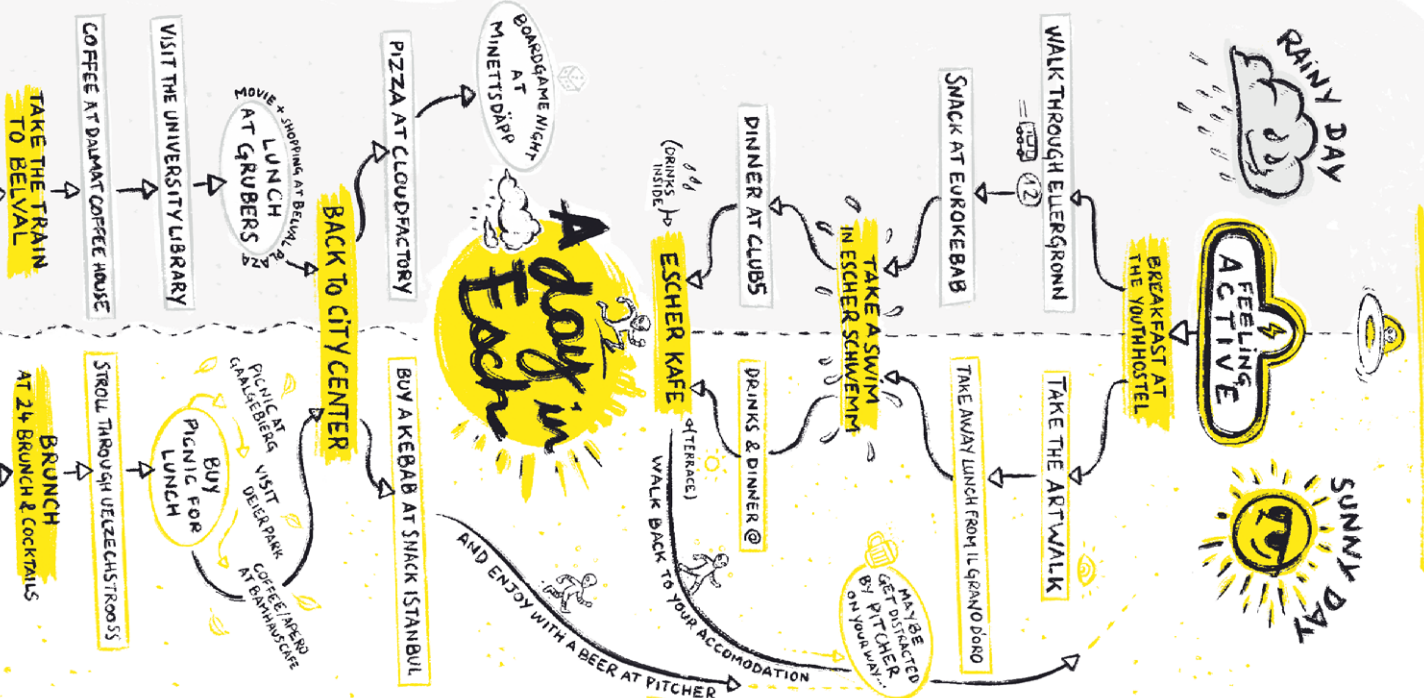 RAINY DAY
FEELING
ACTIVE
SUNNY DAY
BREAKFAST AT
THE YOUTHHOSTEL
WALK THROUGH ELLERGRONN
12
TAKE THE ARTWALK
SNACK AT EUROKEBAB
TAKE AWAY LUNCH FROM IL GRANO D'ORO
TAKE A SWIM
IN ESCHER SCHWEMM
MAYBE
GET DISTRACTED
BY PITCHER
ON YOUR WAY...
DINNER AT CLUB5
DRINKS & DINNER @
(DRINKS
INSIDE)
ESCHER KAFE
(TERRACE)
WALK BACK TO YOUR ACCOMODATION
A
day in
Esch
BOARDGAME NIGHT
AT
MINETTSDÄPP
AND ENJOY WITH A BEER AT PITCHER
PIZZA AT CLOUDFACTORY
BUY A KEBAB AT SNACK ISTANBUL
BACK TO CITY CENTER
MOVIE + SHOPPING AT BELVAL PLAZA
LUNCH
AT GRUBERS
PICNIC AT
GAALGEBIERG
VISIT
DEIERPARK
COFFEE/APERO
AT BAMHAUSCAFE
BUY
PICNIC FOR
LUNCH
VISIT THE UNIVERSITY LIBRARY
STROLL THROUGH UELZECHSTROOSS
COFFEE AT DALMAT COFFEE HOUSE
TAKE THE TRAIN
TO BELVAL
BRUNCH
AT 24 BRUNCH & COCKTAILS